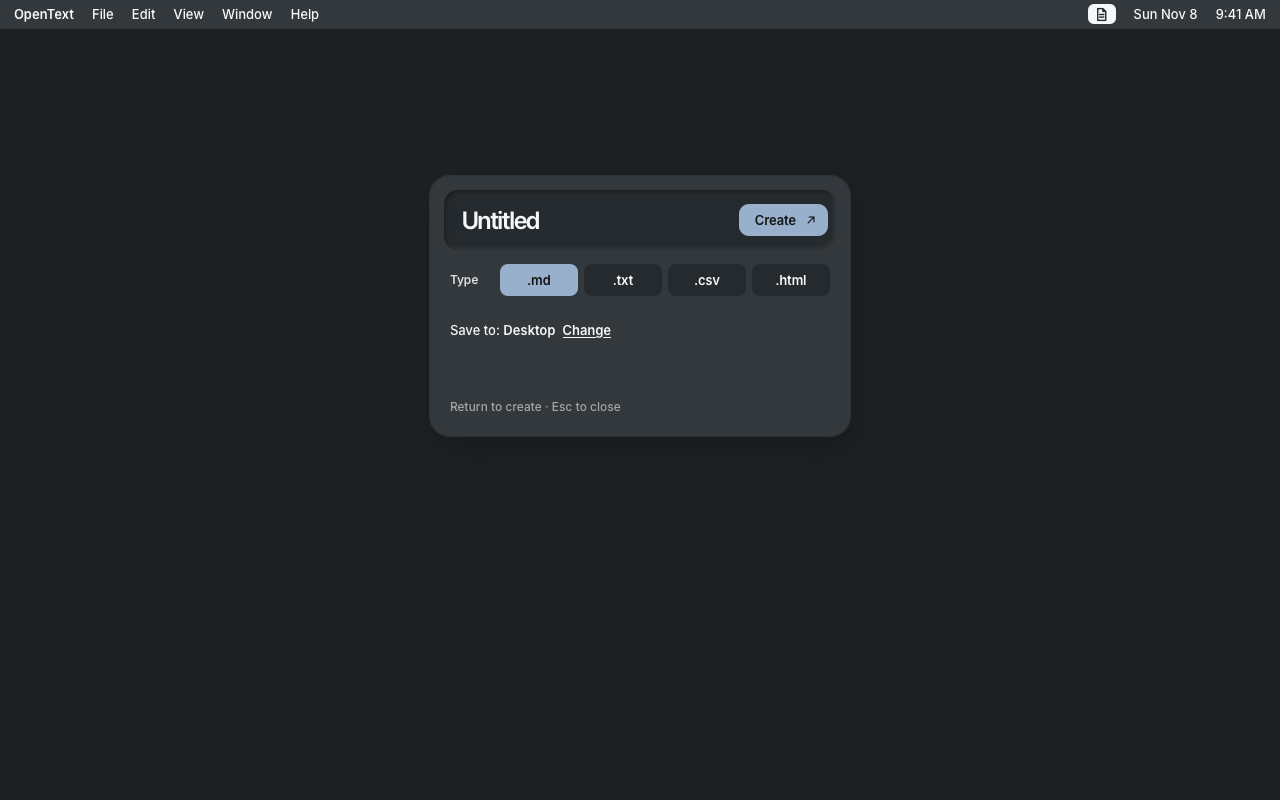 OpenText File Edit View Window Help Sun Nov 8 9:41 AM
Untitled Create
Type .md .txt .csv .html
Save to: Desktop Change
Return to create · Esc to close